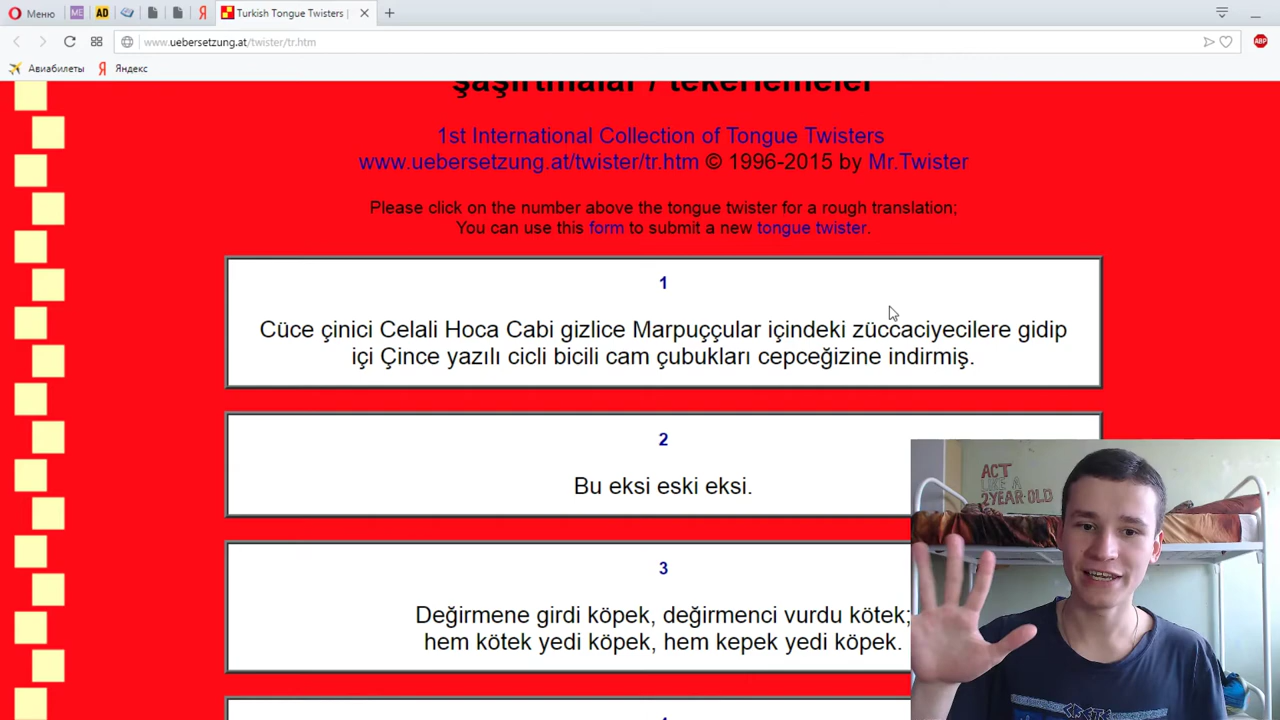 Меню
ME
AD
Я
Turkish Tongue Twisters |
www.uebersetzung.at/twister/tr.htm
ABP
Авиабилеты
Я Яндекс
şaşırtmalar / tekerlemeler
1st International Collection of Tongue Twisters
www.uebersetzung.at/twister/tr.htm © 1996-2015 by Mr.Twister
Please click on the number above the tongue twister for a rough translation;
You can use this form to submit a new tongue twister.
1
Cüce çinici Celali Hoca Cabi gizlice Marpuççular içindeki züccaciyecilere gidip
içi Çince yazılı cicli bicili cam çubukları cepceğizine indirmiş.
2
Bu eksi eski eksi.
3
Değirmene girdi köpek, değirmenci vurdu kötek;
hem kötek yedi köpek, hem kepek yedi köpek.
ACT
LIKE A
2 YEAR-OLD